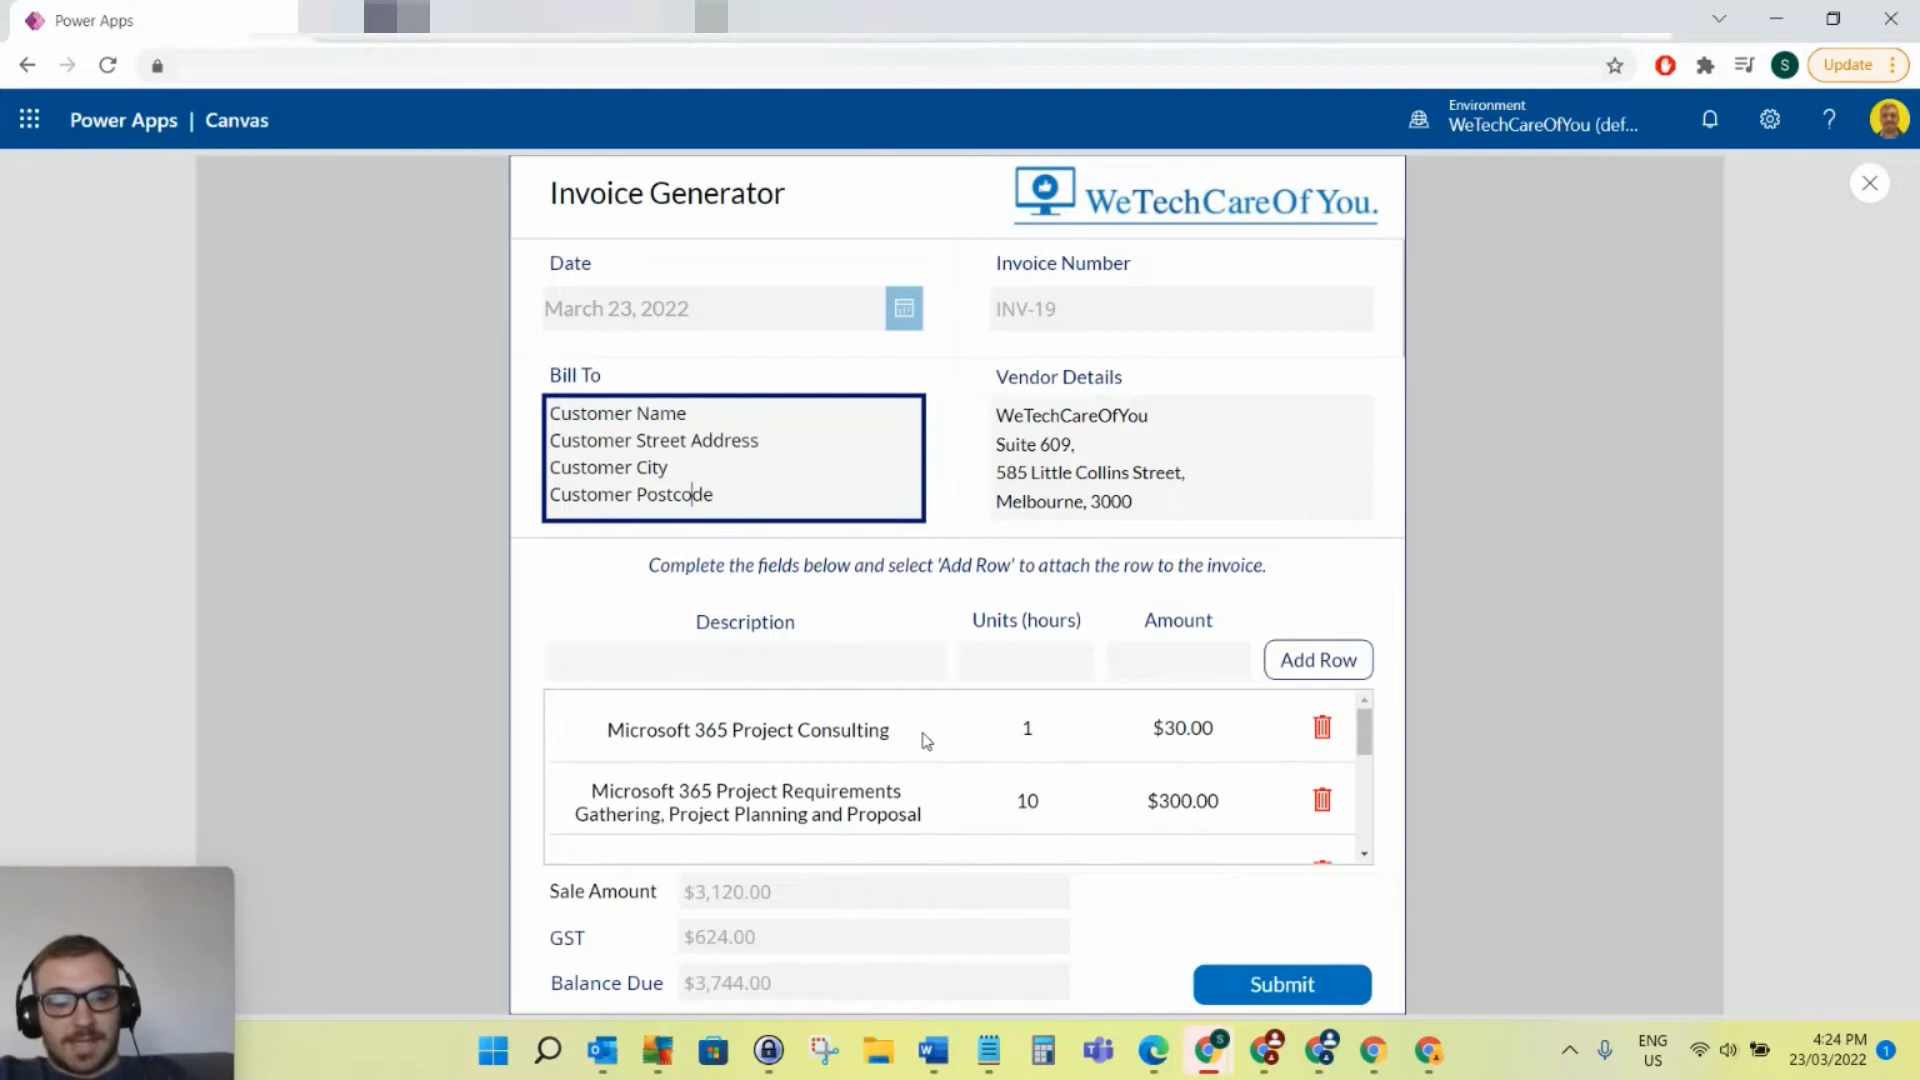 Power Apps
Update
Power Apps | Canvas
Environment
WeTechCareOfYou (def...
S
Invoice Generator
WeTechCareOfYou.
Date
Invoice Number
March 23, 2022
INV-19
Bill To
Vendor Details
Customer Name
Customer Street Address
Customer City
Customer Postcode
WeTechCareOfYou
Suite 609,
585 Little Collins Street,
Melbourne, 3000
Complete the fields below and select 'Add Row' to attach the row to the invoice.
Description
Units (hours)
Amount
Add Row
Microsoft 365 Project Consulting
1
$30.00
Microsoft 365 Project Requirements
Gathering, Project Planning and Proposal
10
$300.00
Sale Amount
$3,120.00
GST
$624.00
Balance Due
$3,744.00
Submit
ENG
US
4:24 PM
23/03/2022
1